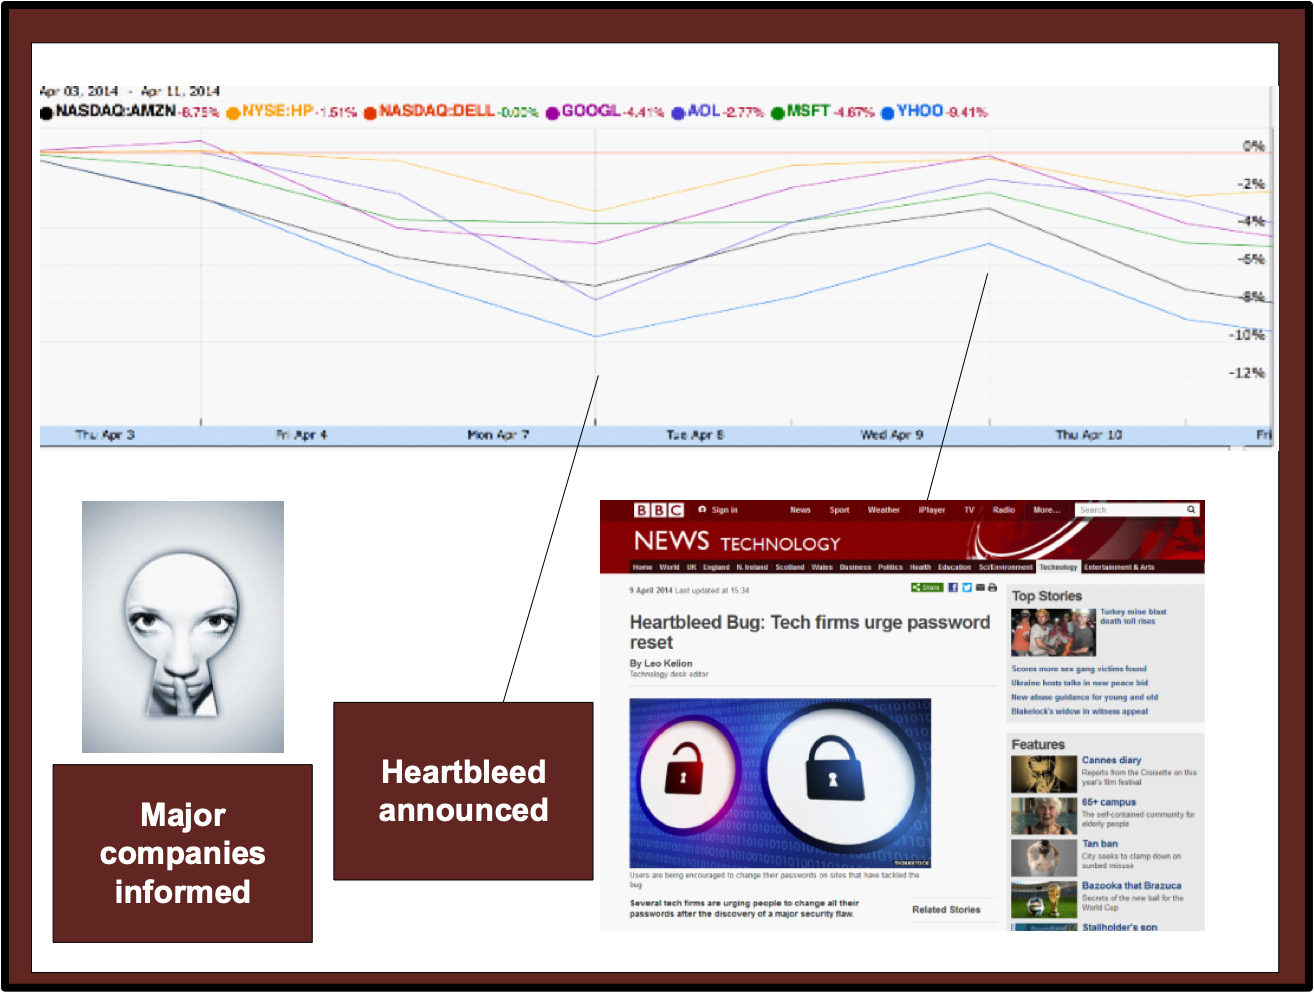 Apr 03, 2014 - Apr 11, 2014
NASDAQ:AMZN -8.75% NYSE:HP -1.51% NASDAQ:DELL -0.00% GOOGL -4.41% AOL -2.77% MSFT -4.67% YHOO -9.41%
0%
-2%
-4%
-6%
-8%
-10%
-12%
Thu Apr 3 Fri Apr 4 Mon Apr 7 Tue Apr 8 Wed Apr 9 Thu Apr 10 Fri
Major
companies
informed
Heartbleed
announced
BBC Sign in News Sport Weather iPlayer TV Radio More... Search
NEWS TECHNOLOGY
Home World UK England N. Ireland Scotland Wales Business Politics Health Education Sci/Environment Technology Entertainment & Arts
9 April 2014 Last updated at 15:34
Share
Heartbleed Bug: Tech firms urge password
reset
By Leo Kelion
Technology desk editor
THINKSTOCK
Users are being encouraged to change their passwords on sites that have tackled the
bug
Several tech firms are urging people to change all their
passwords after the discovery of a major security flaw.
Related Stories
Top Stories
Turkey mine blast
death toll rises
Scores more sex gang victims found
Ukraine hosts talks in new peace bid
New abuse guidance for young and old
Blakelock's widow in witness appeal
Features
Cannes diary
Reports from the Croisette on this
year's film festival
65+ campus
The self-contained community for
elderly people
Tan ban
City seeks to clamp down on
sunbed misuse
Bazooka that Brazuca
Secrets of the new ball for the
World Cup
Stallholder's son